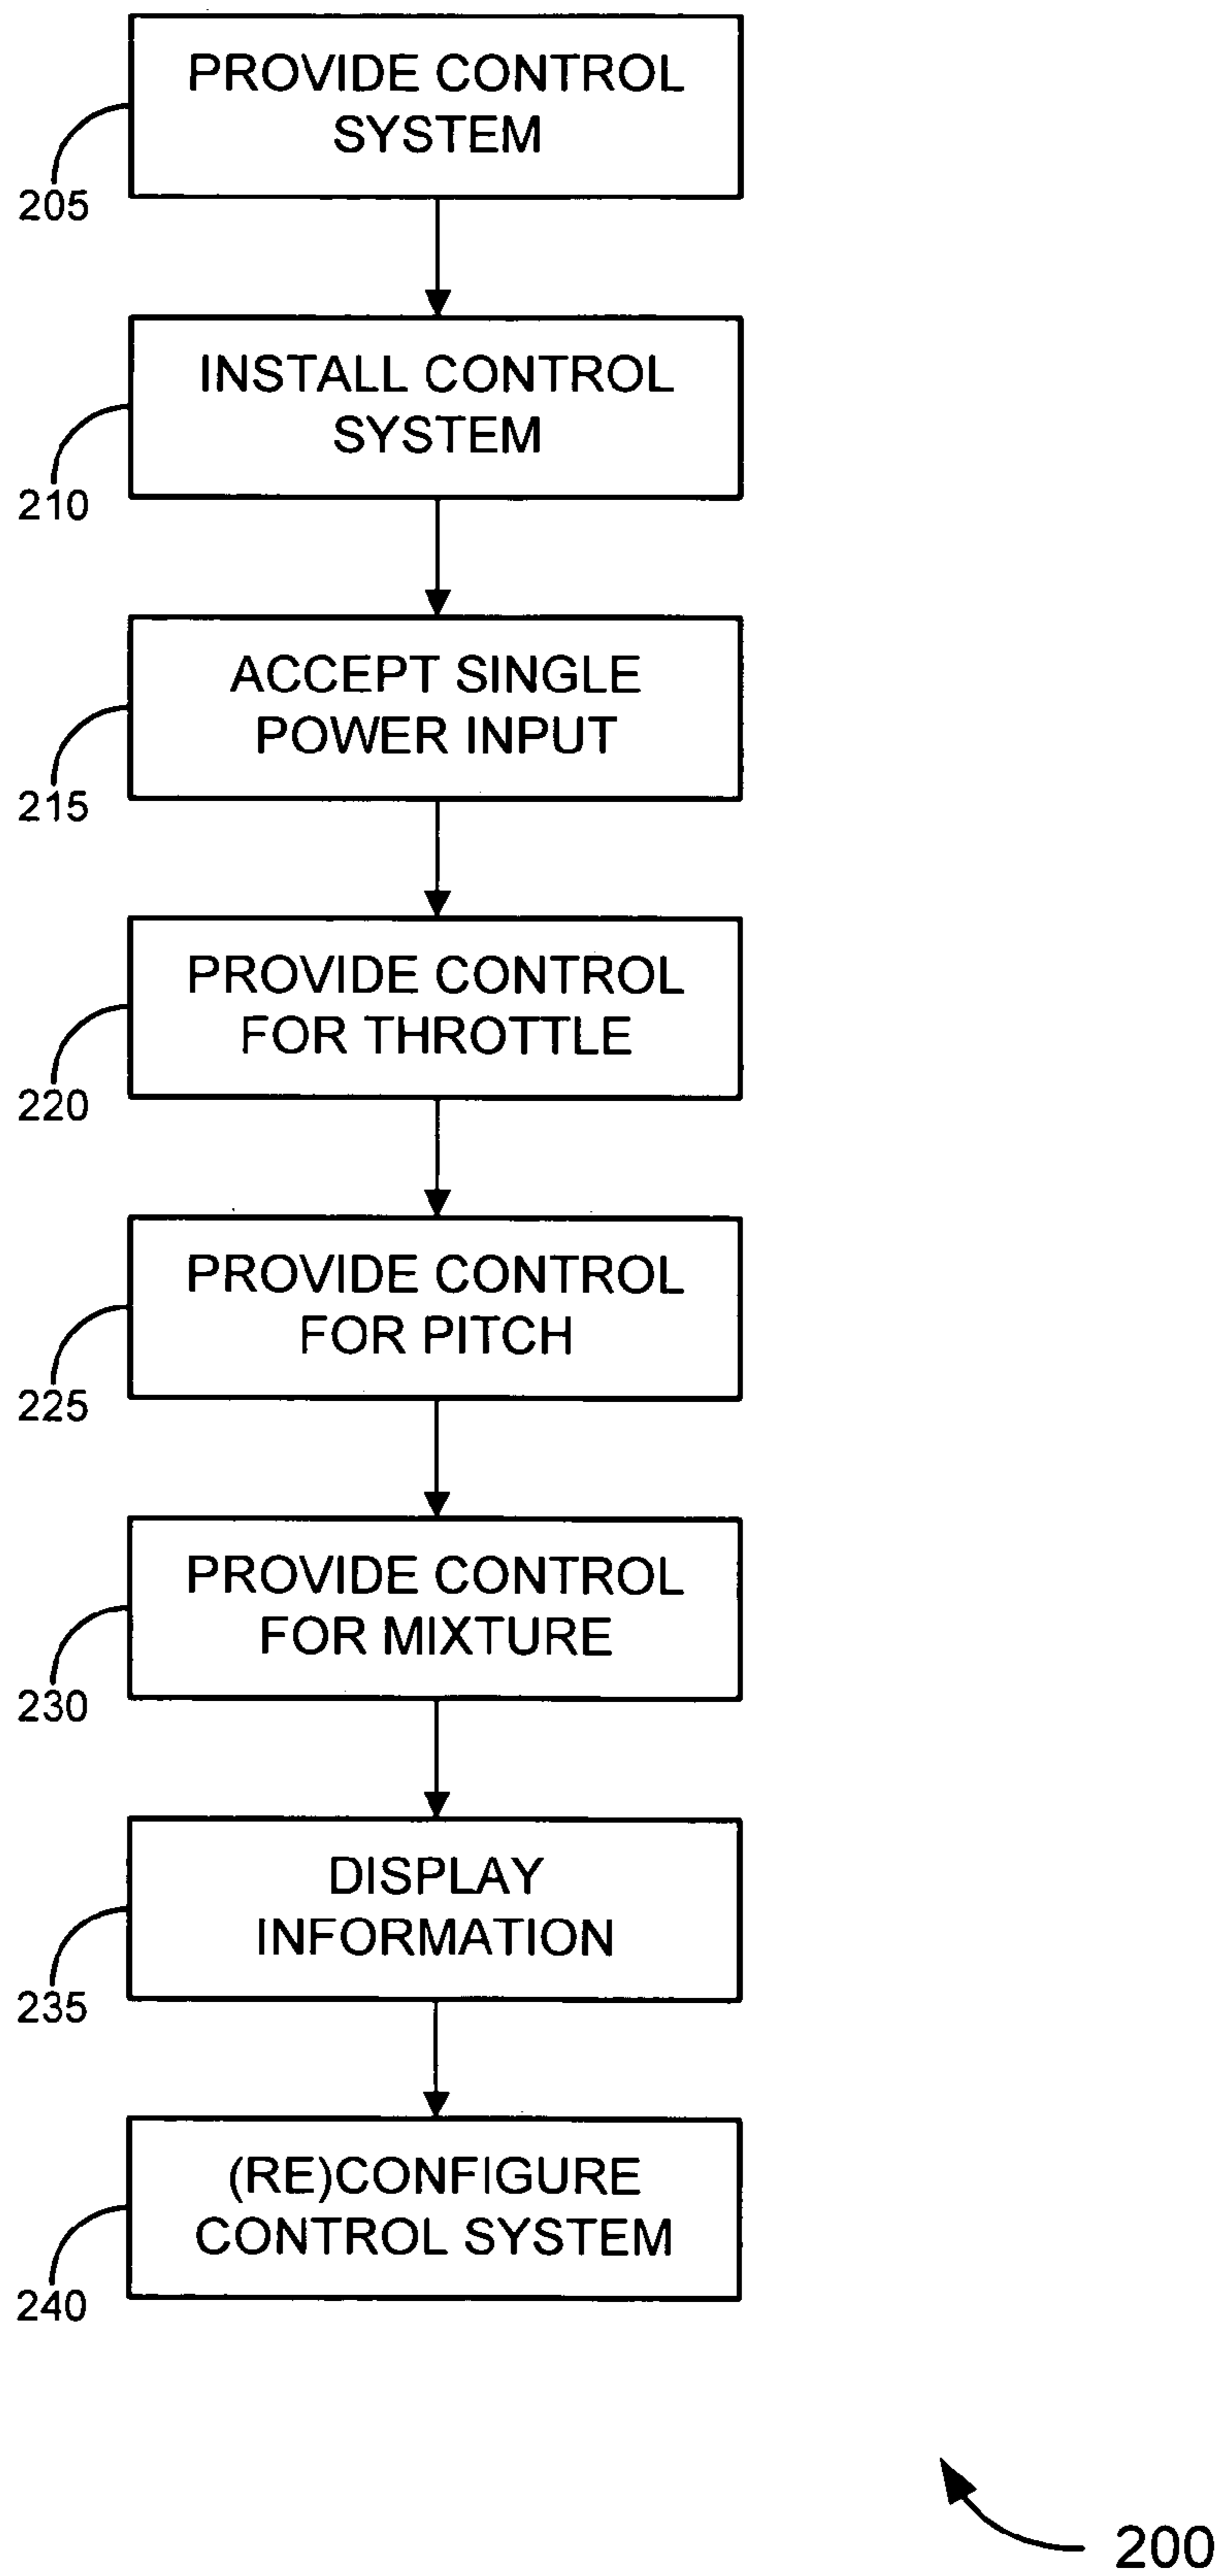 PROVIDE CONTROL
SYSTEM
205
INSTALL CONTROL
SYSTEM
210
ACCEPT SINGLE
POWER INPUT
215
PROVIDE CONTROL
FOR THROTTLE
220
PROVIDE CONTROL
FOR PITCH
225
PROVIDE CONTROL
FOR MIXTURE
230
DISPLAY
INFORMATION
235
(RE)CONFIGURE
CONTROL SYSTEM
240
200